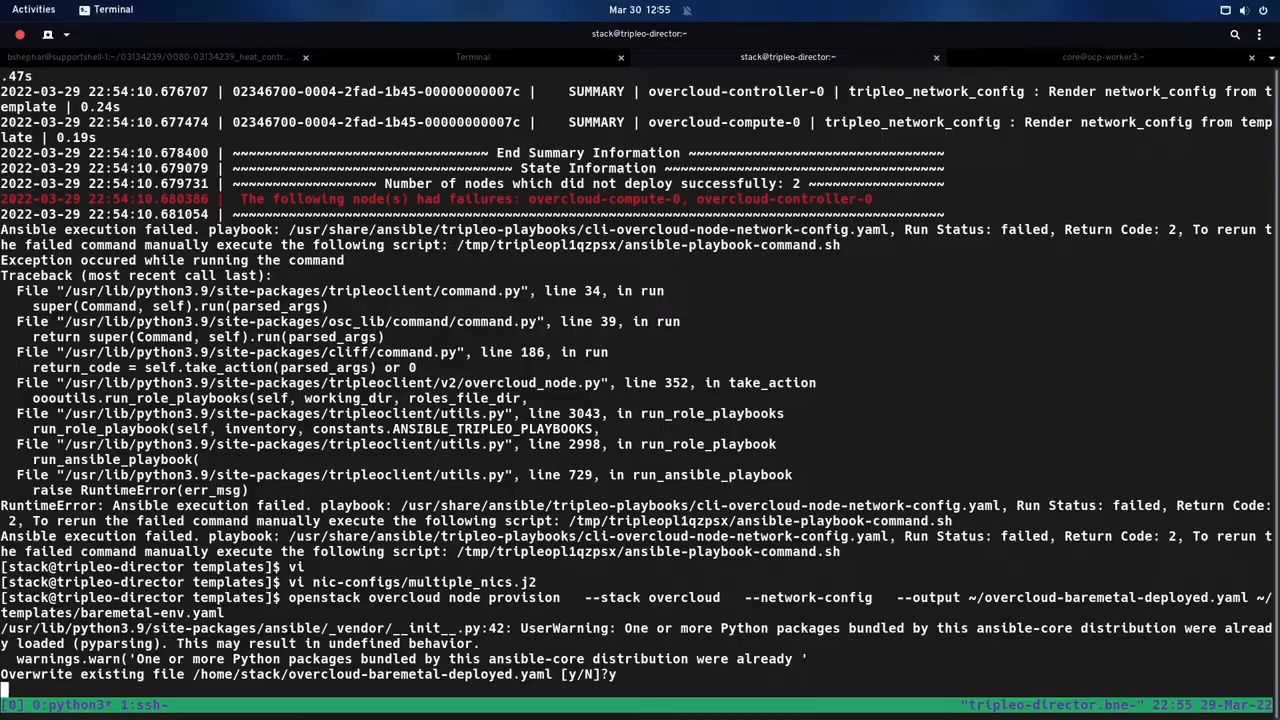 Activities
Terminal
Mar 30 12:55
stack@tripleo-director:~
bshephar@supportshell-1:~/03134239/0080-03134239_heat_contr...
Terminal
stack@tripleo-director:~
core@ocp-worker3:~
.47s
2022-03-29 22:54:10.676707 | 02346700-0004-2fad-1b45-00000000007c |    SUMMARY | overcloud-controller-0 | tripleo_network_config : Render network_config from t
emplate | 0.24s
2022-03-29 22:54:10.677474 | 02346700-0004-2fad-1b45-00000000007c |    SUMMARY | overcloud-compute-0 | tripleo_network_config : Render network_config from temp
late | 0.19s
2022-03-29 22:54:10.678400 | ~~~~~~~~~~~~~~~~~~~~~~~~~~~~~~~~ End Summary Information ~~~~~~~~~~~~~~~~~~~~~~~~~~~~~~~~
2022-03-29 22:54:10.679079 | ~~~~~~~~~~~~~~~~~~~~~~~~~~~~~~~~~~~ State Information ~~~~~~~~~~~~~~~~~~~~~~~~~~~~~~~~~~~
2022-03-29 22:54:10.679731 | ~~~~~~~~~~~~~~~~~~ Number of nodes which did not deploy successfully: 2 ~~~~~~~~~~~~~~~~~~
2022-03-29 22:54:10.680386 |  The following node(s) had failures: overcloud-compute-0, overcloud-controller-0
2022-03-29 22:54:10.681054 | ~~~~~~~~~~~~~~~~~~~~~~~~~~~~~~~~~~~~~~~~~~~~~~~~~~~~~~~~~~~~~~~~~~~~~~~~~~~~~~~~~~~~~~~~~
Ansible execution failed. playbook: /usr/share/ansible/tripleo-playbooks/cli-overcloud-node-network-config.yaml, Run Status: failed, Return Code: 2, To rerun t
he failed command manually execute the following script: /tmp/tripleopl1qzpsx/ansible-playbook-command.sh
Exception occured while running the command
Traceback (most recent call last):
  File "/usr/lib/python3.9/site-packages/tripleoclient/command.py", line 34, in run
    super(Command, self).run(parsed_args)
  File "/usr/lib/python3.9/site-packages/osc_lib/command/command.py", line 39, in run
    return super(Command, self).run(parsed_args)
  File "/usr/lib/python3.9/site-packages/cliff/command.py", line 186, in run
    return_code = self.take_action(parsed_args) or 0
  File "/usr/lib/python3.9/site-packages/tripleoclient/v2/overcloud_node.py", line 352, in take_action
    oooutils.run_role_playbooks(self, working_dir, roles_file_dir,
  File "/usr/lib/python3.9/site-packages/tripleoclient/utils.py", line 3043, in run_role_playbooks
    run_role_playbook(self, inventory, constants.ANSIBLE_TRIPLEO_PLAYBOOKS,
  File "/usr/lib/python3.9/site-packages/tripleoclient/utils.py", line 2998, in run_role_playbook
    run_ansible_playbook(
  File "/usr/lib/python3.9/site-packages/tripleoclient/utils.py", line 729, in run_ansible_playbook
    raise RuntimeError(err_msg)
RuntimeError: Ansible execution failed. playbook: /usr/share/ansible/tripleo-playbooks/cli-overcloud-node-network-config.yaml, Run Status: failed, Return Code:
 2, To rerun the failed command manually execute the following script: /tmp/tripleopl1qzpsx/ansible-playbook-command.sh
Ansible execution failed. playbook: /usr/share/ansible/tripleo-playbooks/cli-overcloud-node-network-config.yaml, Run Status: failed, Return Code: 2, To rerun t
he failed command manually execute the following script: /tmp/tripleopl1qzpsx/ansible-playbook-command.sh
[stack@tripleo-director templates]$ vi
[stack@tripleo-director templates]$ vi nic-configs/multiple_nics.j2
[stack@tripleo-director templates]$ openstack overcloud node provision   --stack overcloud   --network-config   --output ~/overcloud-baremetal-deployed.yaml ~/
templates/baremetal-env.yaml
/usr/lib/python3.9/site-packages/ansible/_vendor/__init__.py:42: UserWarning: One or more Python packages bundled by this ansible-core distribution were alread
y loaded (pyparsing). This may result in undefined behavior.
  warnings.warn('One or more Python packages bundled by this ansible-core distribution were already '
Overwrite existing file /home/stack/overcloud-baremetal-deployed.yaml [y/N]?y
[0] 0:python3* 1:ssh-
"tripleo-director.bne-" 22:55 29-Mar-22